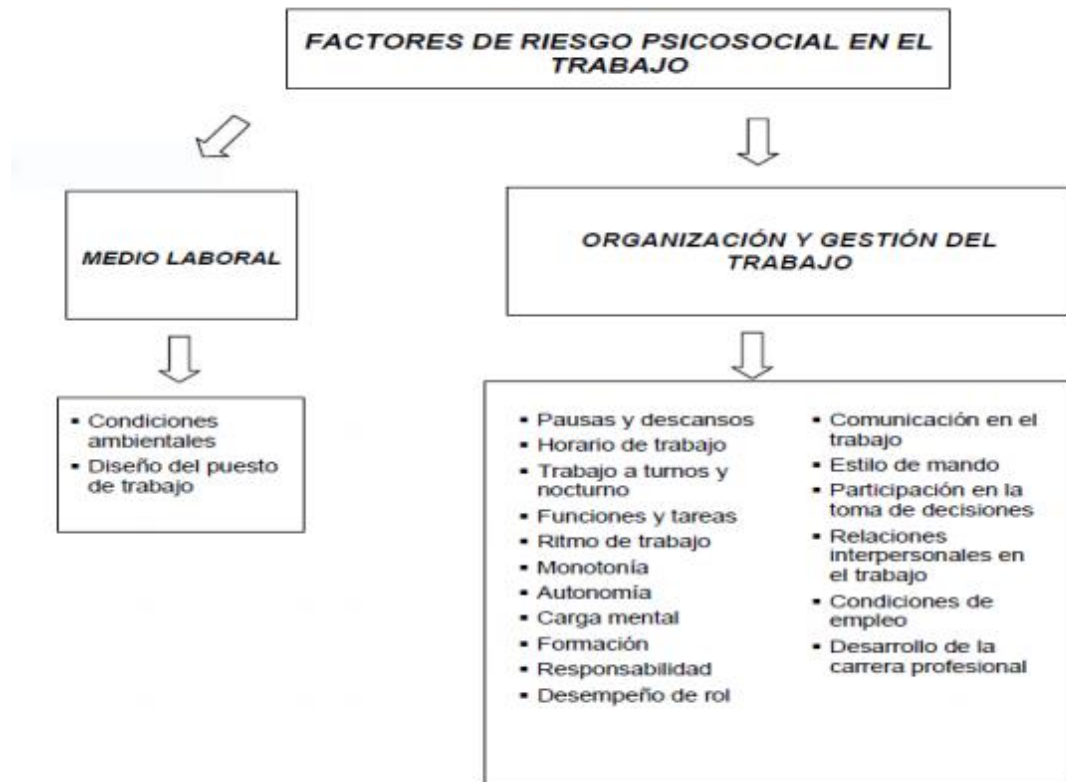 FACTORES DE RIESGO PSICOSOCIAL EN EL
TRABAJO
MEDIO LABORAL
ORGANIZACIÓN Y GESTIÓN DEL
TRABAJO
▪ Condiciones
ambientales
▪ Diseño del puesto
de trabajo
▪ Pausas y descansos
▪ Horario de trabajo
▪ Trabajo a turnos y
nocturno
▪ Funciones y tareas
▪ Ritmo de trabajo
▪ Monotonía
▪ Autonomía
▪ Carga mental
▪ Formación
▪ Responsabilidad
▪ Desempeño de rol
▪ Comunicación en el
trabajo
▪ Estilo de mando
▪ Participación en la
toma de decisiones
▪ Relaciones
interpersonales en
el trabajo
▪ Condiciones de
empleo
▪ Desarrollo de la
carrera profesional